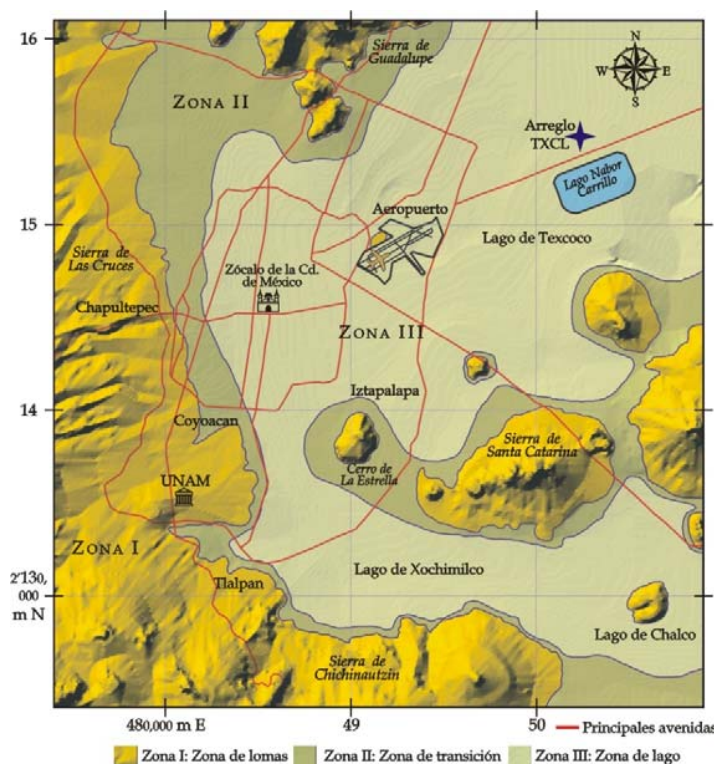 16
Sierra de
Guadalupe
N
W E
S
ZONA II
Arreglo
TXCL
Lago Nabor
Carrillo
15
Aeropuerto
Lago de Texcoco
Sierra de
Las Cruces
Zócalo de la Cd.
de México
Chapultepec
ZONA III
Iztapalapa
14
Coyoacan
Sierra de
Santa Catarina
Cerro de
La Estrella
UNAM
ZONA I
Lago de Xochimilco
Tlalpan
2'130,
000
m N
Lago de Chalco
Sierra de
Chichinautzin
480,000 m E
49
50
Principales avenidas
Zona I: Zona de lomas
Zona II: Zona de transición
Zona III: Zona de lago